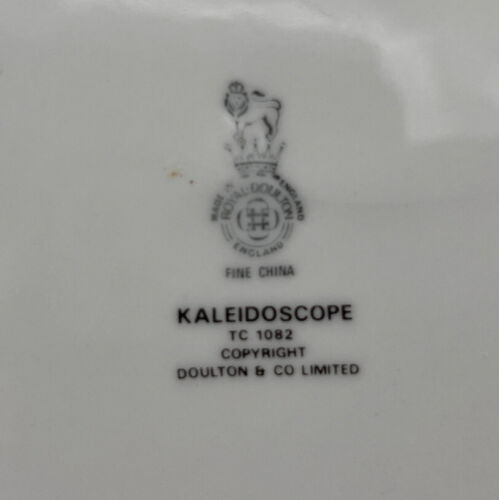 MADE IN ENGLAND
ROYAL DOULTON
ENGLAND
FINE CHINA
KALEIDOSCOPE
TC 1082
COPYRIGHT
DOULTON & CO LIMITED